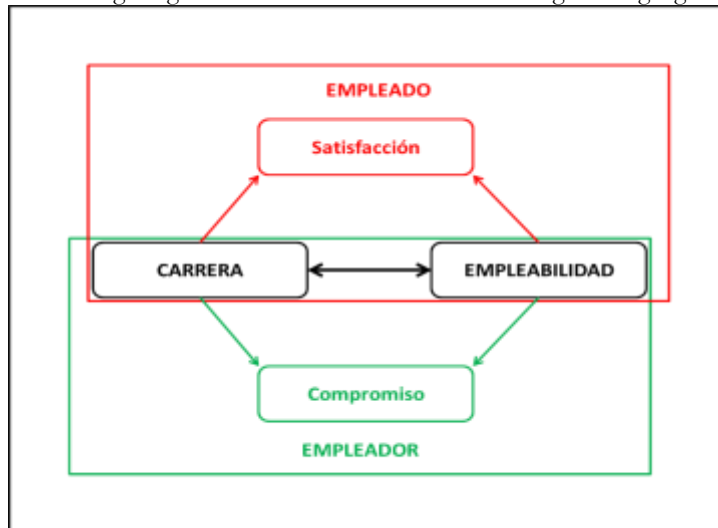 EMPLEADO
Satisfacción
CARRERA
EMPLEABILIDAD
Compromiso
EMPLEADOR